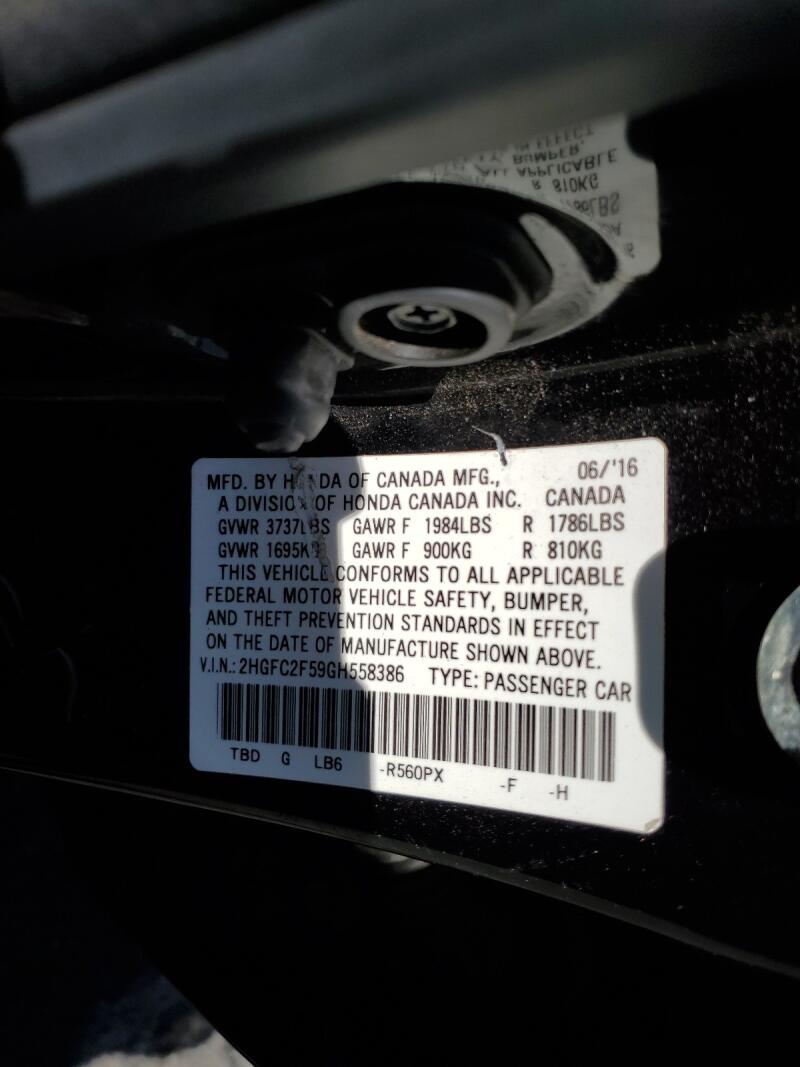 MFD. BY HONDA OF CANADA MFG., 06/'16
A DIVISION OF HONDA CANADA INC. CANADA
GVWR 3737LBS GAWR F 1984LBS R 1786LBS
GVWR 1695KG GAWR F 900KG R 810KG
THIS VEHICLE CONFORMS TO ALL APPLICABLE
FEDERAL MOTOR VEHICLE SAFETY, BUMPER,
AND THEFT PREVENTION STANDARDS IN EFFECT
ON THE DATE OF MANUFACTURE SHOWN ABOVE.
V.I.N.: 2HGFC2F59GH558386 TYPE: PASSENGER CAR
TBD G LB6 -R560PX -F -H